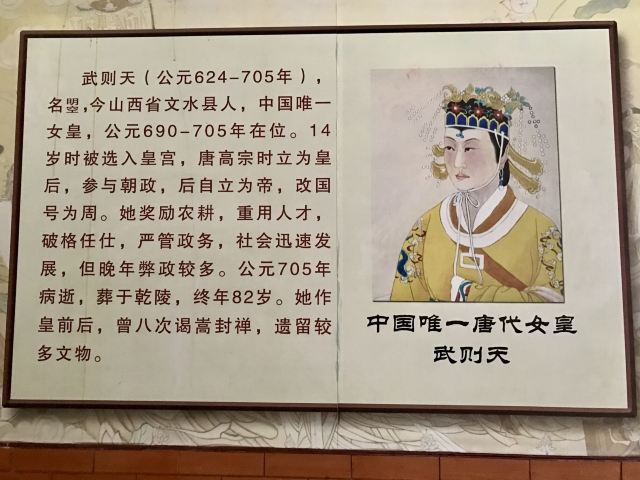 武则天（公元624-705年），
名曌，今山西省文水县人，中国唯一
女皇，公元690-705年在位。14
岁时被选入皇宫，唐高宗时立为皇
后，参与朝政，后自立为帝，改国
号为周。她奖励农耕，重用人才，
破格任仕，严管政务，社会迅速发
展，但晚年弊政较多。公元705年
病逝，葬于乾陵，终年82岁。她作
皇前后，曾八次谒嵩封禅，遗留较
多文物。
中国唯一唐代女皇
武则天